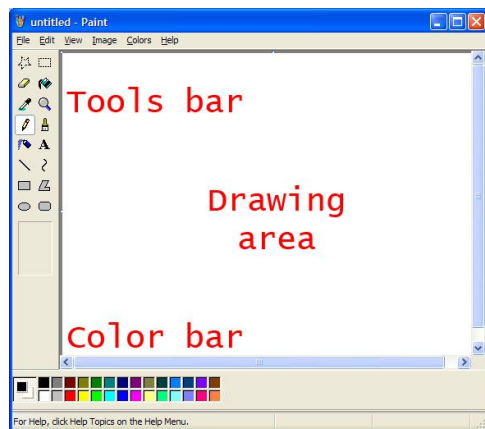 untitled - Paint
File Edit View Image Colors Help
Tools bar
A
Drawing
area
Color bar
For Help, click Help Topics on the Help Menu.